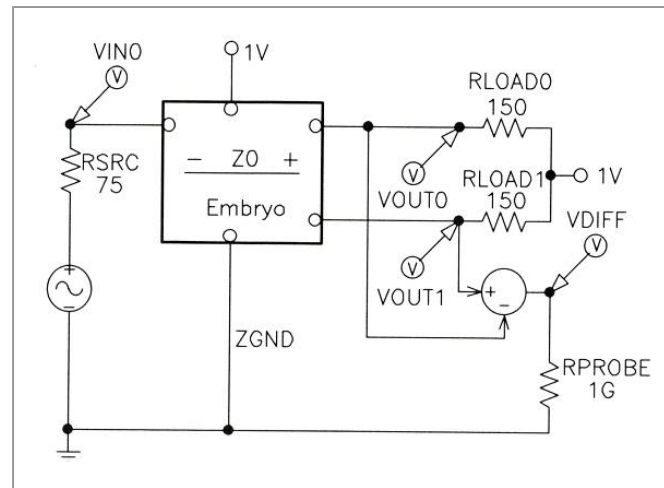 VIN0
V
1V
RSRC
75
− Z0 +
Embryo
RLOAD0
150
V
VOUT0
RLOAD1
150
1V
V
VOUT1
VDIFF
V
+
−
ZGND
RPROBE
1G
+
−